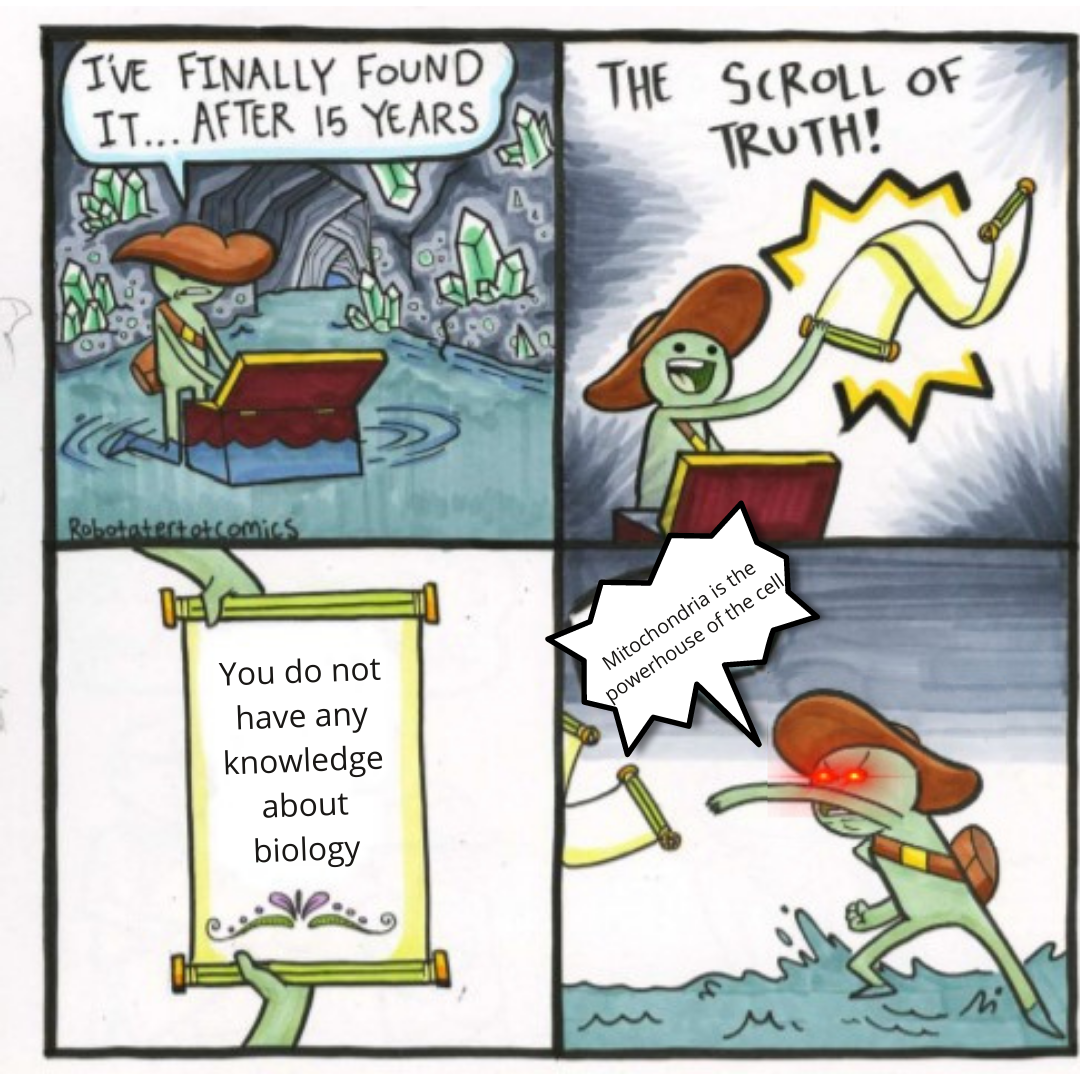 I'VE FINALLY FOUND
IT... AFTER 15 YEARS
THE SCROLL OF
TRUTH!
Robotatertotcomics
You do not
have any
knowledge
about
biology
Mitochondria is the
powerhouse of the cell